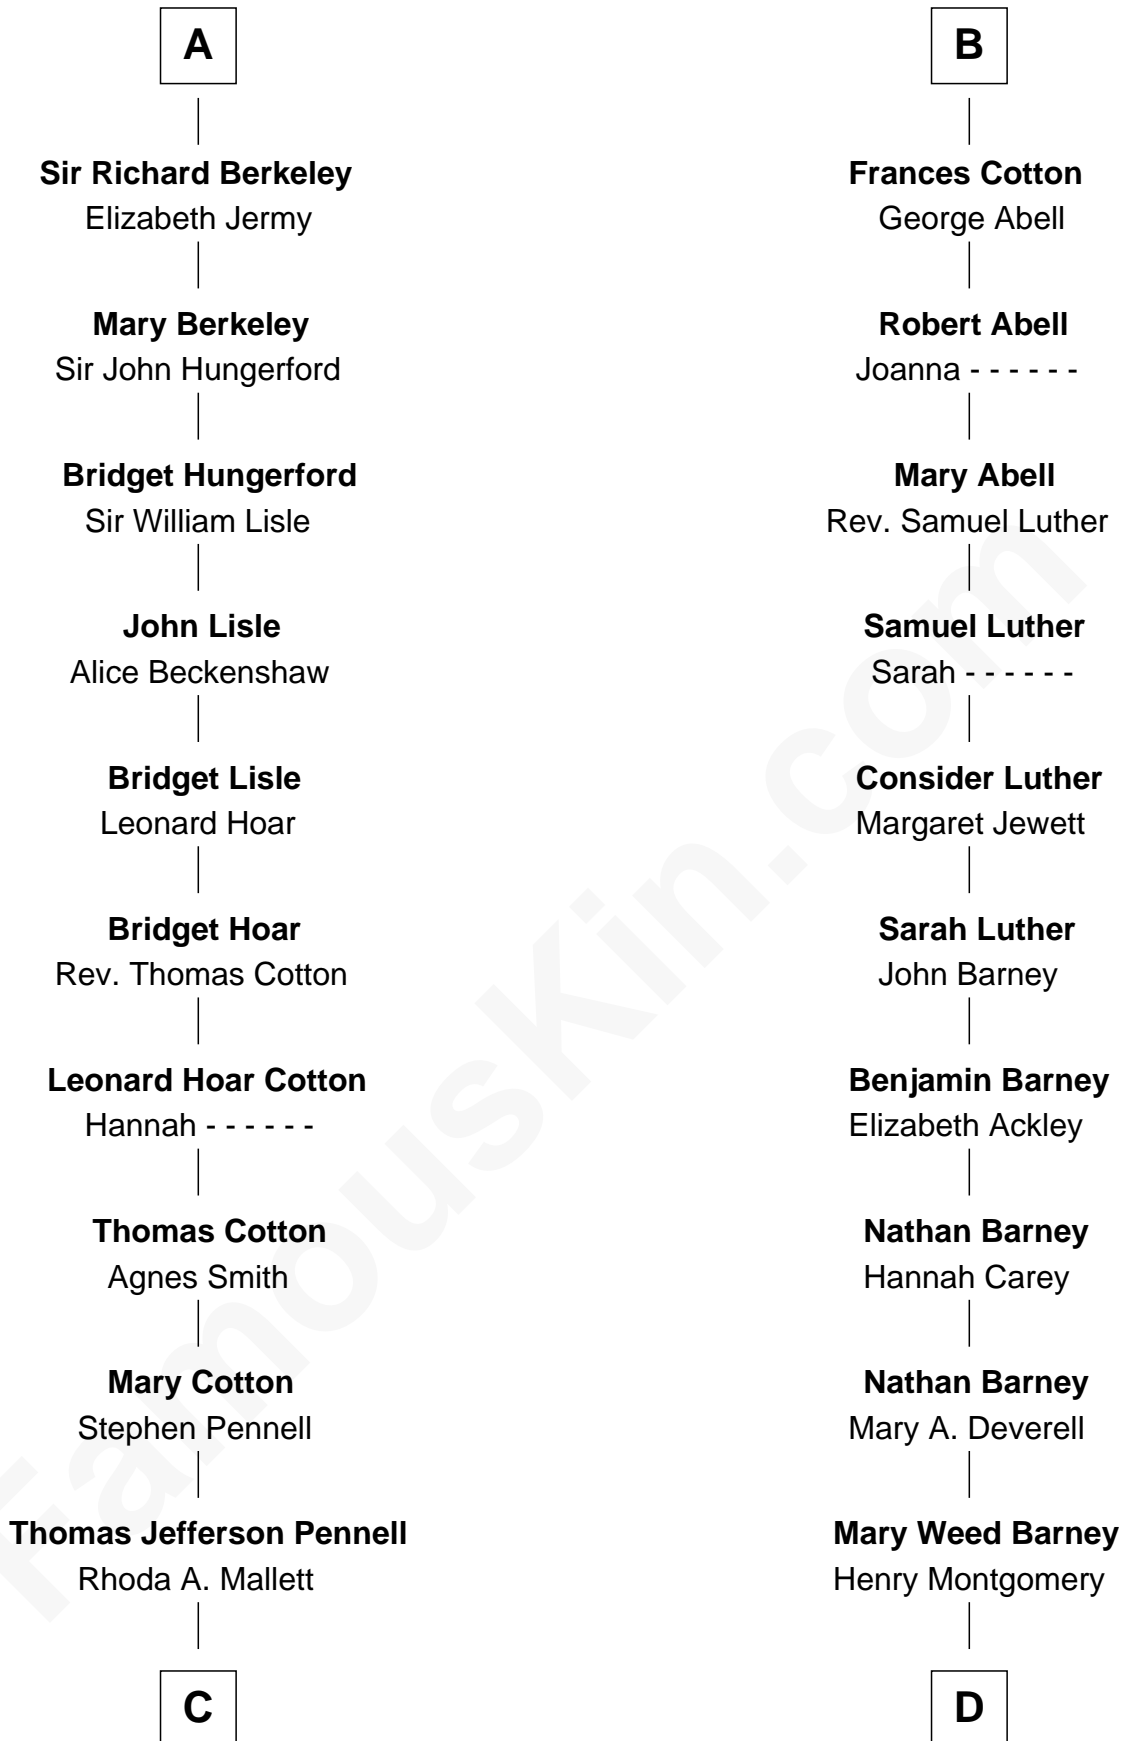 A
Sir Richard Berkeley
Elizabeth Jermy
Mary Berkeley
Sir John Hungerford
Bridget Hungerford
Sir William Lisle
John Lisle
Alice Beckenshaw
Bridget Lisle
Leonard Hoar
Bridget Hoar
Rev. Thomas Cotton
Leonard Hoar Cotton
Hannah - - - - - -
Thomas Cotton
Agnes Smith
Mary Cotton
Stephen Pennell
Thomas Jefferson Pennell
Rhoda A. Mallett
C
B
Frances Cotton
George Abell
Robert Abell
Joanna - - - - - -
Mary Abell
Rev. Samuel Luther
Samuel Luther
Sarah - - - - - -
Consider Luther
Margaret Jewett
Sarah Luther
John Barney
Benjamin Barney
Elizabeth Ackley
Nathan Barney
Hannah Carey
Nathan Barney
Mary A. Deverell
Mary Weed Barney
Henry Montgomery
D
FamousKin.com